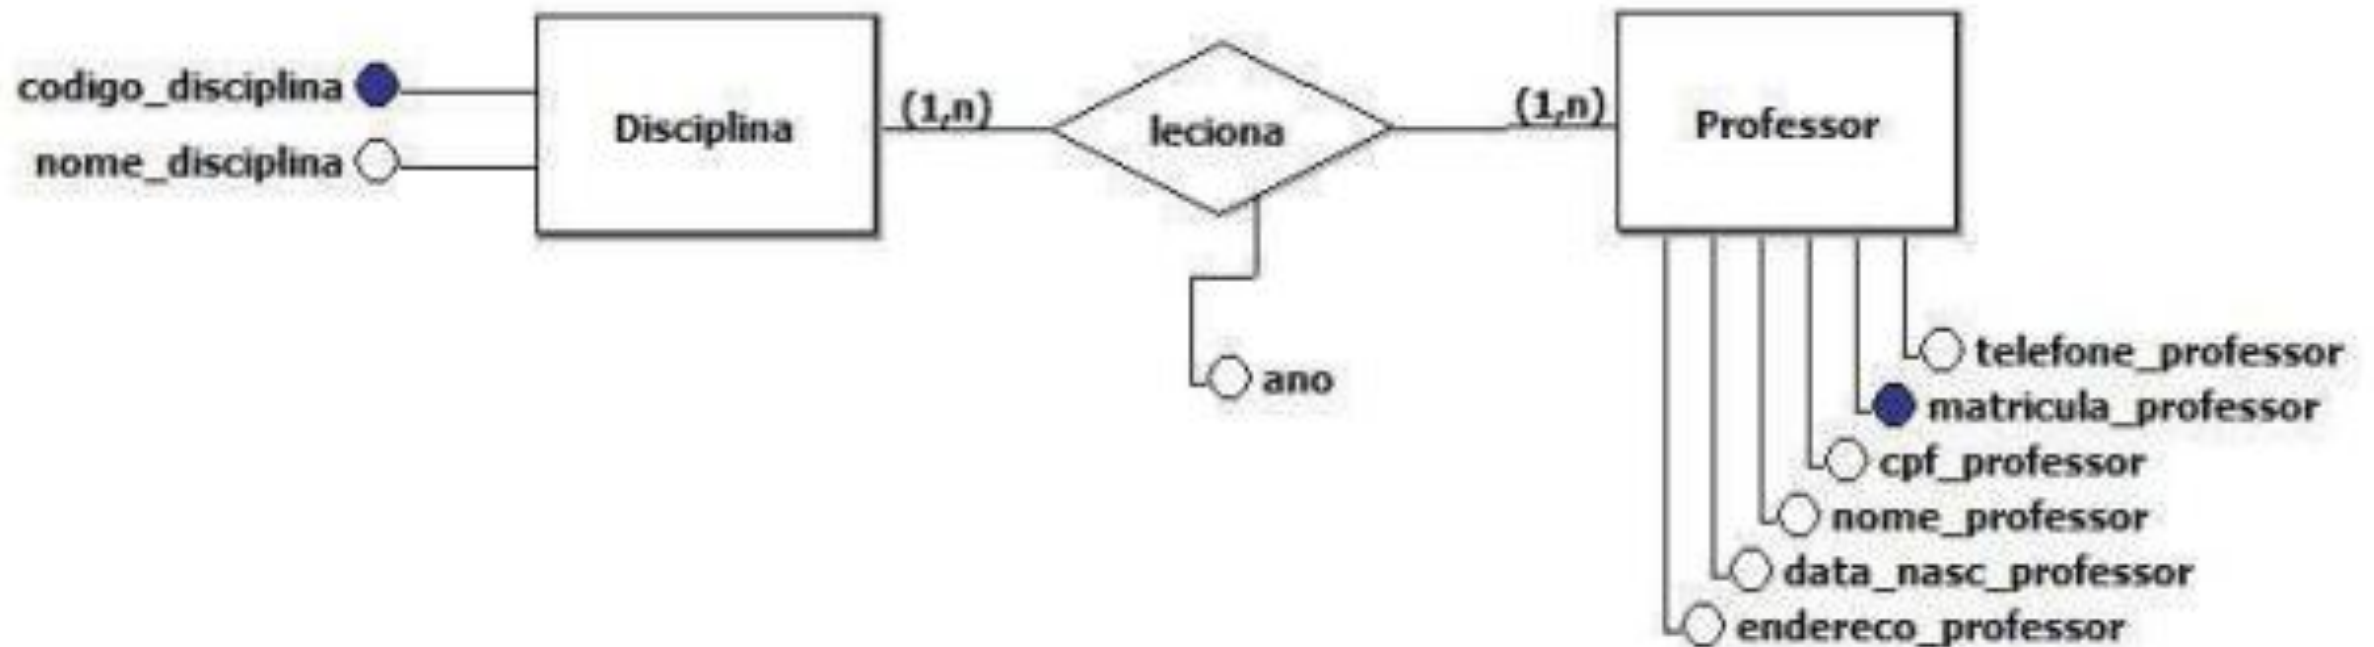 codigo_disciplina
nome_disciplina
Disciplina
(1,n)
leciona
ano
(1,n)
Professor
telefone_professor
matricula_professor
cpf_professor
nome_professor
data_nasc_professor
endereco_professor